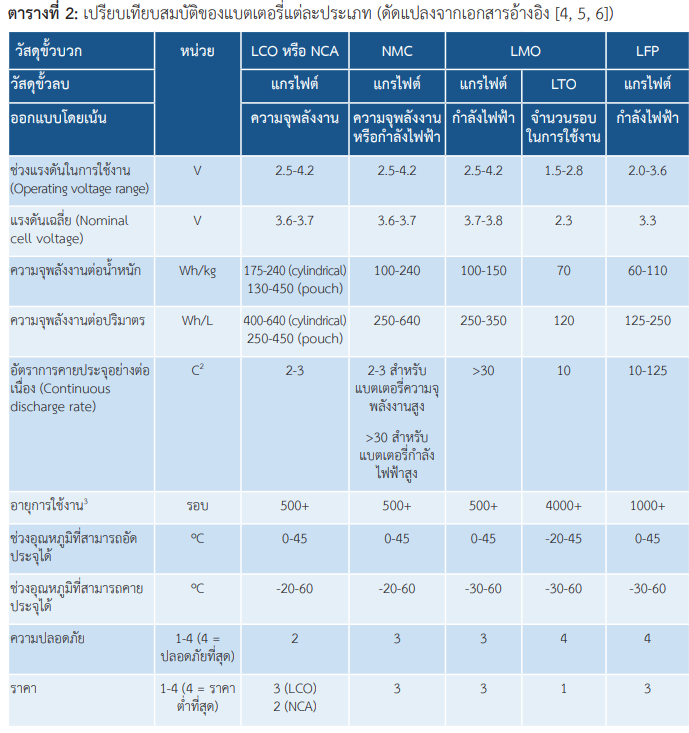 ตารางที่ 2: เปรียบเทียบสมบัติของแบตเตอรี่แต่ละประเภท (ดัดแปลงจากเอกสารอ้างอิง [4, 5, 6])
วัสดุขั้วบวก หน่วย LCO หรือ NCA NMC LMO LFP
วัสดุขั้วลบ แกรไฟต์ แกรไฟต์ แกรไฟต์ LTO แกรไฟต์
ออกแบบโดยเน้น ความจุพลังงาน ความจุพลังงาน กำลังไฟฟ้า จำนวนรอบ กำลังไฟฟ้า
หรือกำลังไฟฟ้า ในการใช้งาน
ช่วงแรงดันในการใช้งาน V 2.5-4.2 2.5-4.2 2.5-4.2 1.5-2.8 2.0-3.6
(Operating voltage range)
แรงดันเฉลี่ย (Nominal V 3.6-3.7 3.6-3.7 3.7-3.8 2.3 3.3
cell voltage)
ความจุพลังงานต่อน้ำหนัก Wh/kg 175-240 (cylindrical) 100-240 100-150 70 60-110
130-450 (pouch)
ความจุพลังงานต่อปริมาตร Wh/L 400-640 (cylindrical) 250-640 250-350 120 125-250
250-450 (pouch)
อัตราการคายประจุอย่างต่อ C² 2-3 2-3 สำหรับ >30 10 10-125
เนื่อง (Continuous แบตเตอรี่ความจุ
discharge rate) พลังงานสูง
>30 สำหรับ
แบตเตอรี่กำลัง
ไฟฟ้าสูง
อายุการใช้งาน³ รอบ 500+ 500+ 500+ 4000+ 1000+
ช่วงอุณหภูมิที่สามารถอัด ºC 0-45 0-45 0-45 -20-45 0-45
ประจุได้
ช่วงอุณหภูมิที่สามารถคาย ºC -20-60 -20-60 -30-60 -30-60 -30-60
ประจุได้
ความปลอดภัย 1-4 (4 = 2 3 3 4 4
ปลอดภัยที่สุด)
ราคา 1-4 (4 = ราคา 3 (LCO) 3 3 1 3
ต่ำที่สุด) 2 (NCA)